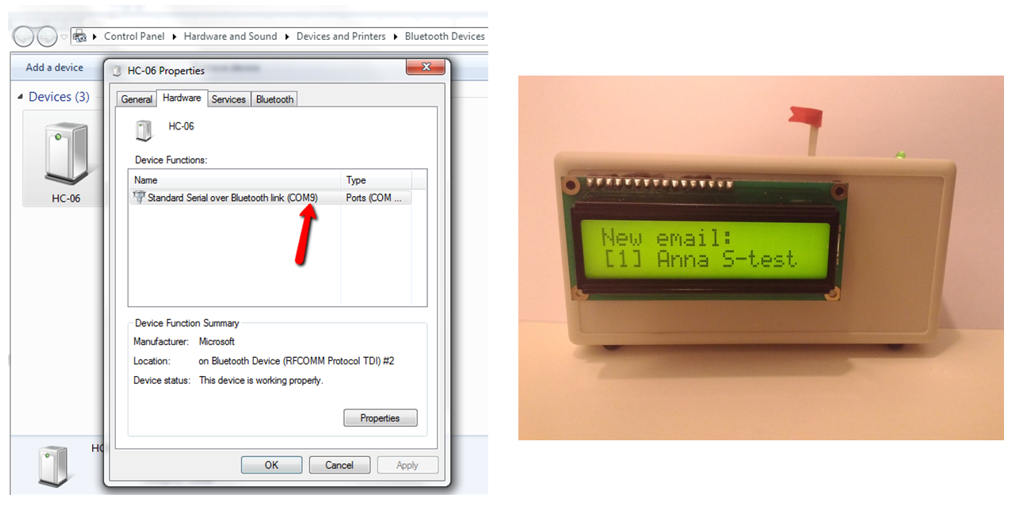 Control Panel ▸ Hardware and Sound ▸ Devices and Printers ▸ Bluetooth Devices
Add a device
Devices (3)
HC-06
HC-06 Properties
General Hardware Services Bluetooth
HC-06
Device Functions:
Name Type
Standard Serial over Bluetooth link (COM9) Ports (COM ...
Device Function Summary
Manufacturer: Microsoft
Location: on Bluetooth Device (RFCOMM Protocol TDI) #2
Device status: This device is working properly.
Properties
HC
OK Cancel Apply
New email:
[1] Anna S-test